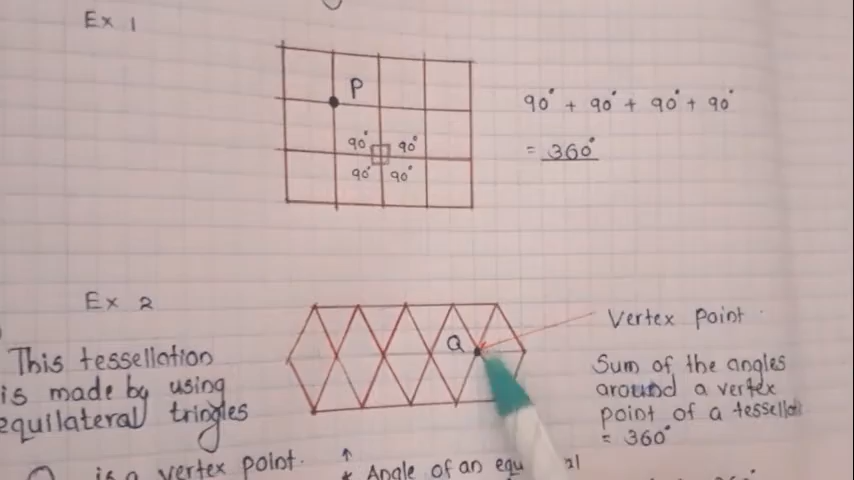 Ex 1
P
90° 90°
90° 90°
90° + 90° + 90° + 90°
= 360°
Ex 2
This tessellation
is made by using
equilateral tringles
Q
Vertex point.
Sum of the angles
around a vertex
point of a
= 360°
is a vertex point.
* Angle of an